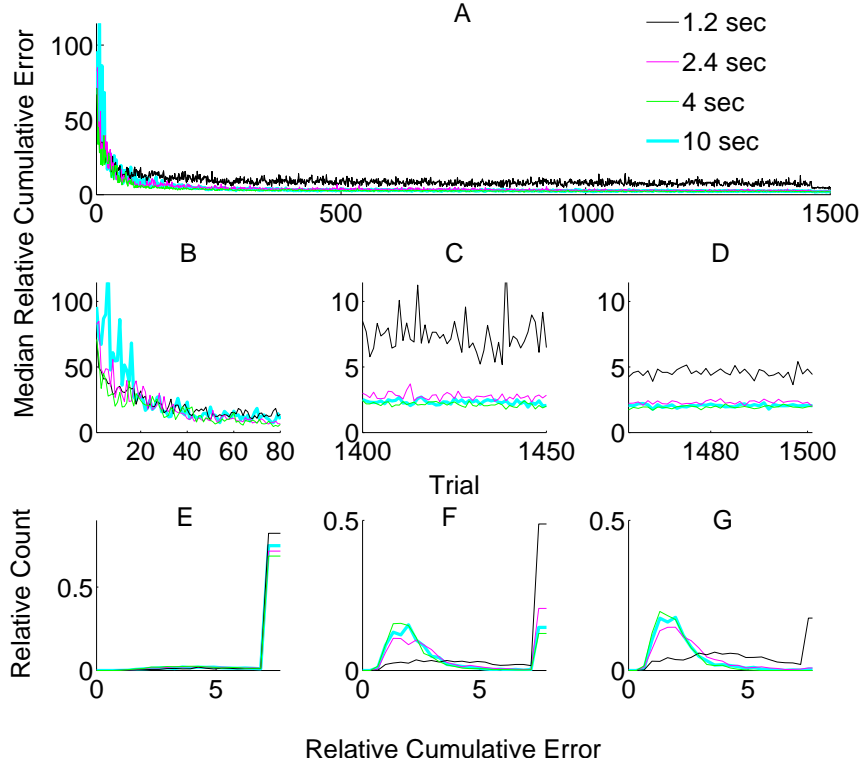 A
1.2 sec
2.4 sec
4 sec
10 sec
Median Relative Cumulative Error
100
50
0
0
500
1000
1500
B
100
50
0
20
40
60
80
C
10
5
0
1400
1450
D
10
5
0
1480
1500
Trial
Relative Count
E
0.5
0
0
5
F
0.5
0
0
5
G
0.5
0
0
5
Relative Cumulative Error